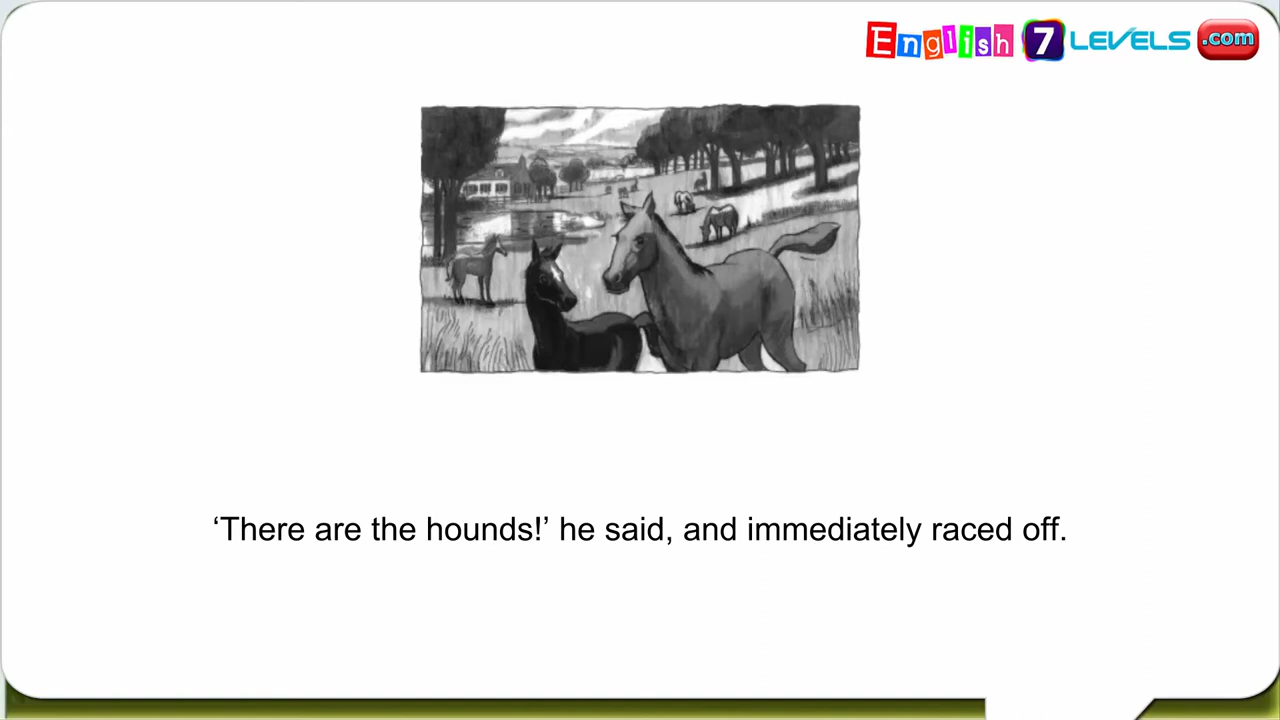 English 7 LEVELS .com
‘There are the hounds!’ he said, and immediately raced off.